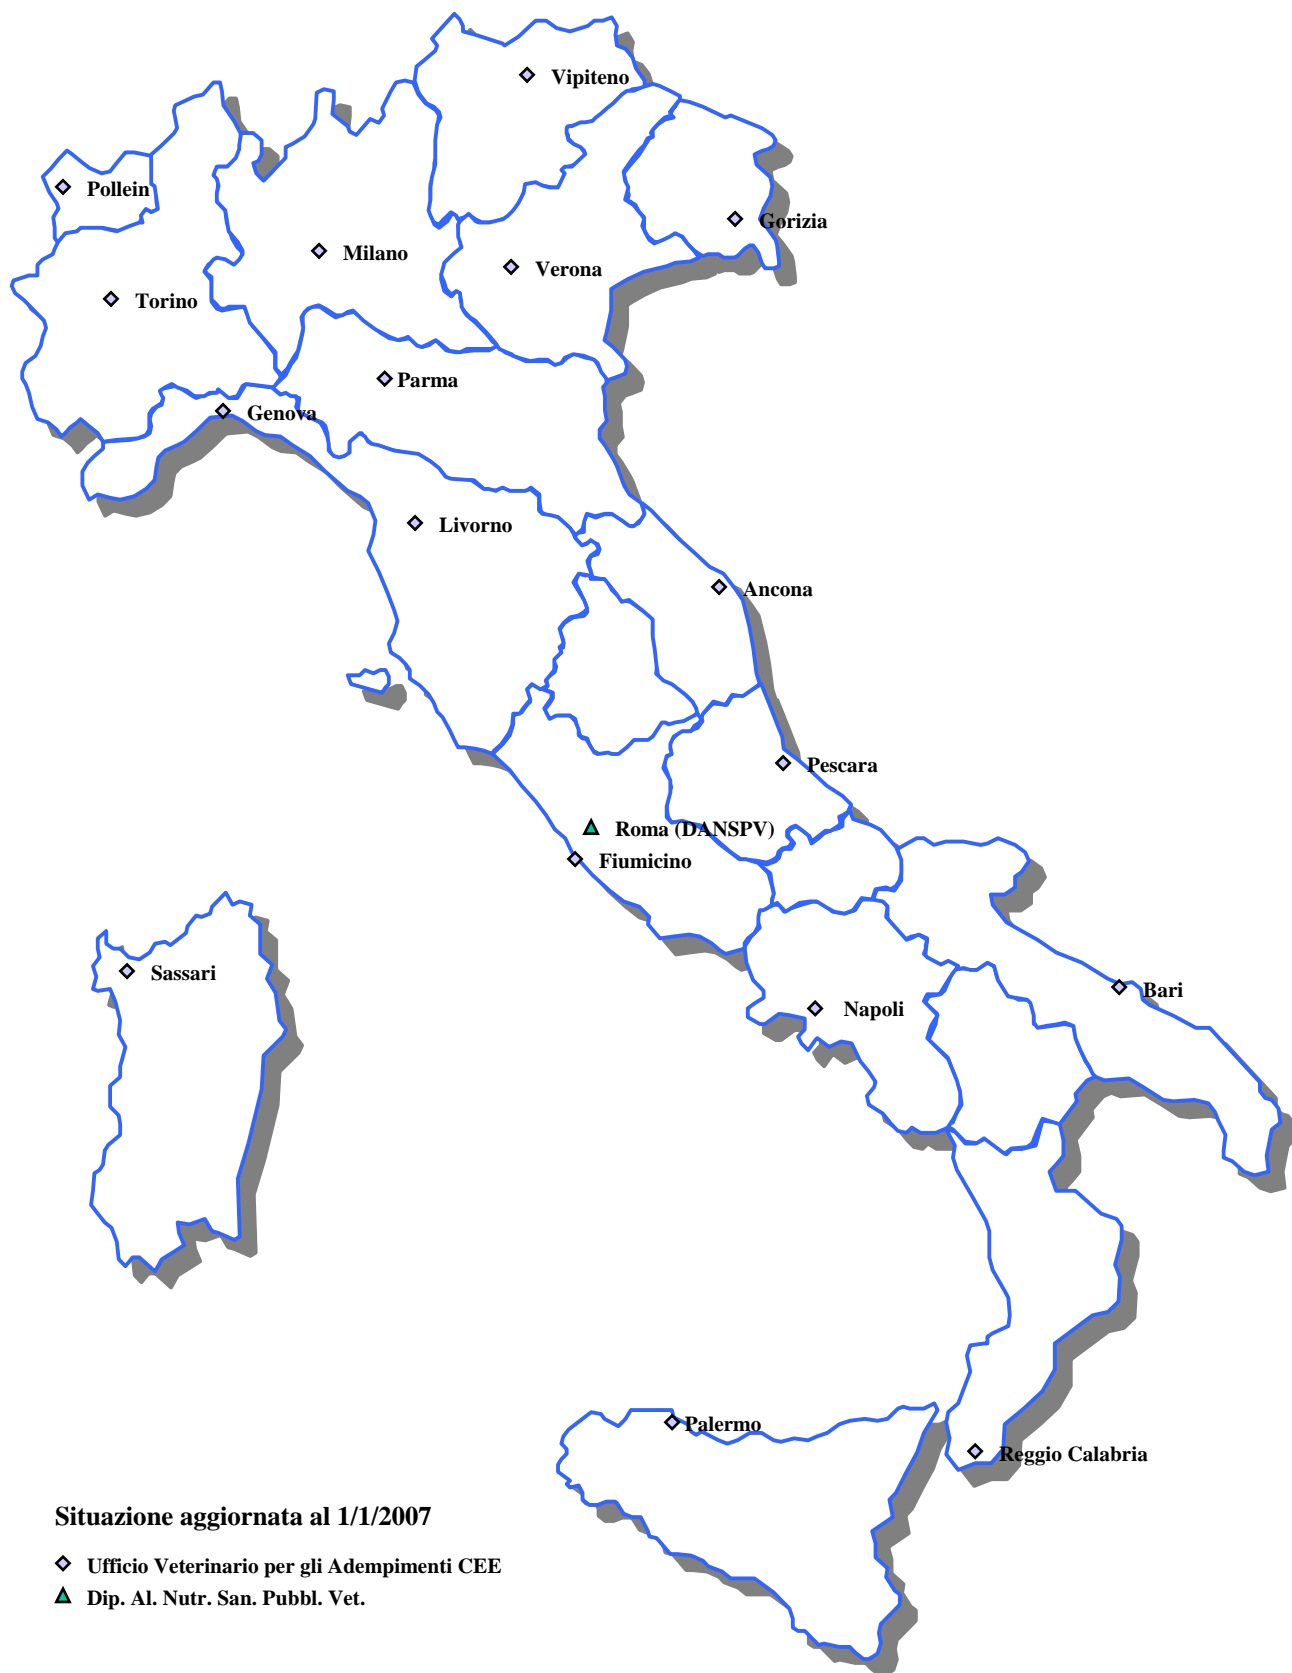 Vipiteno
Pollein
Gorizia
Milano
Verona
Torino
Parma
Genova
Livorno
Ancona
Pescara
Roma (DANSPV)
Fiumicino
Sassari
Bari
Napoli
Palermo
Reggio Calabria
Situazione aggiornata al 1/1/2007
Ufficio Veterinario per gli Adempimenti CEE
Dip. Al. Nutr. San. Pubbl. Vet.